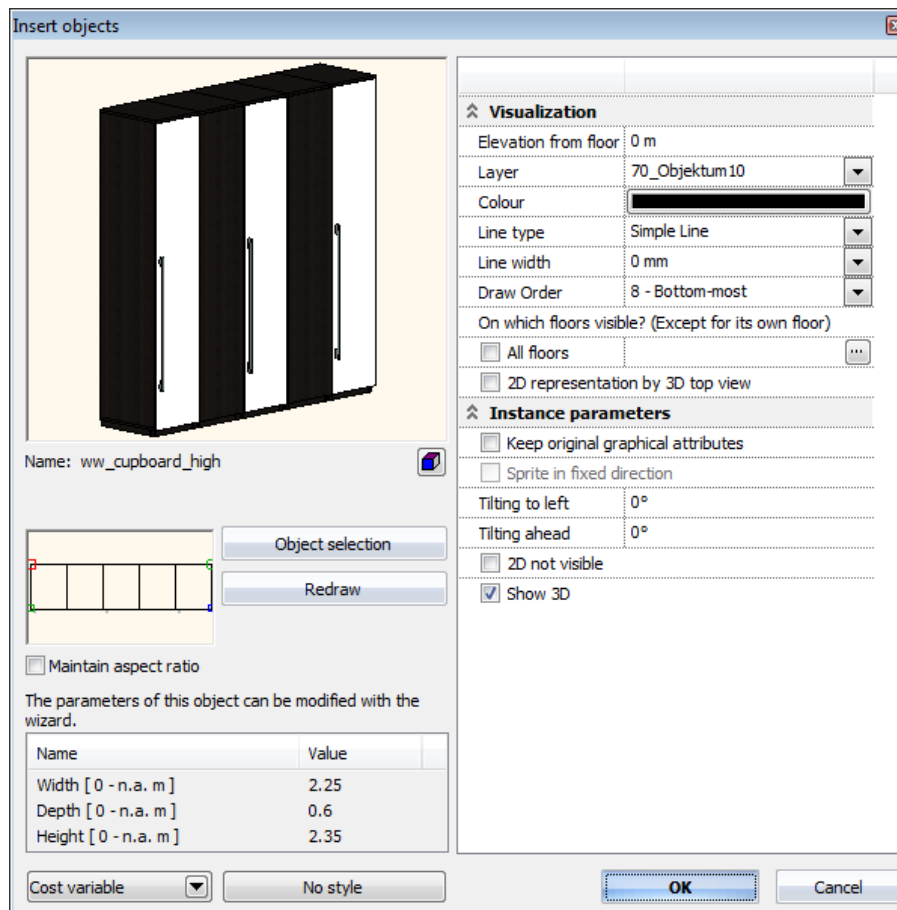 Insert objects
Name: ww_cupboard_high
Object selection
Redraw
Maintain aspect ratio
The parameters of this object can be modified with the
wizard.
Name Value
Width [ 0 - n.a. m ] 2.25
Depth [ 0 - n.a. m ] 0.6
Height [ 0 - n.a. m ] 2.35
Cost variable
No style
Visualization
Elevation from floor 0 m
Layer 70_Objektum10
Colour
Line type Simple Line
Line width 0 mm
Draw Order 8 - Bottom-most
On which floors visible? (Except for its own floor)
All floors ...
2D representation by 3D top view
Instance parameters
Keep original graphical attributes
Sprite in fixed direction
Tilting to left 0°
Tilting ahead 0°
2D not visible
Show 3D
OK
Cancel